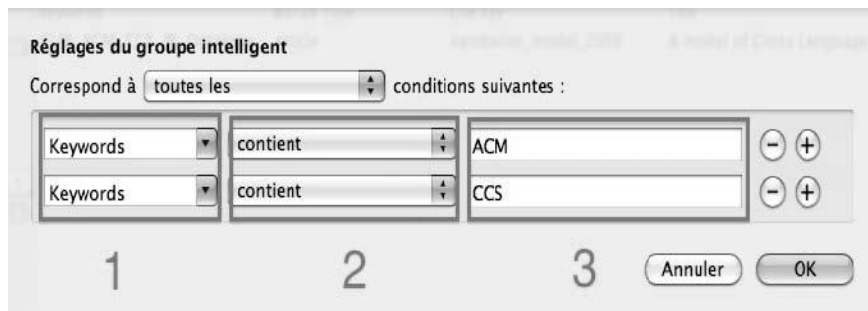 Réglages du groupe intelligent
Correspond à toutes les conditions suivantes :
Keywords contient ACM
Keywords contient CCS
1 2 3
Annuler OK